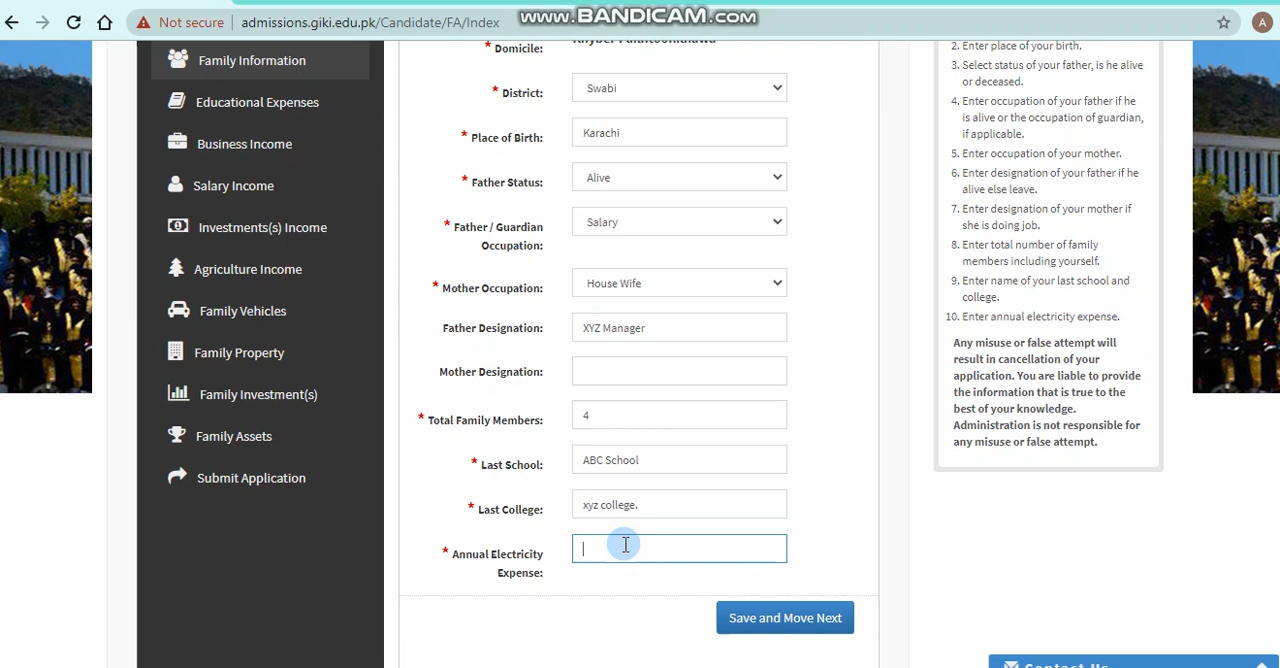 Not secure
admissions.giki.edu.pk/Candidate/FA/Index
www.BANDICAM.com
A
Family Information
Educational Expenses
Business Income
Salary Income
Investments(s) Income
Agriculture Income
Family Vehicles
Family Property
Family Investment(s)
Family Assets
Submit Application
* Domicile:
* District:
Swabi
* Place of Birth:
Karachi
* Father Status:
Alive
* Father / Guardian
Occupation:
Salary
* Mother Occupation:
House Wife
Father Designation:
XYZ Manager
Mother Designation:
* Total Family Members:
4
* Last School:
ABC School
* Last College:
xyz college.
* Annual Electricity
Expense:
Save and Move Next
2. Enter place of your birth.
3. Select status of your father, is he alive
or deceased.
4. Enter occupation of your father if he
is alive or the occupation of guardian,
if applicable.
5. Enter occupation of your mother.
6. Enter designation of your father if he
is alive else leave.
7. Enter designation of your mother if
she is doing job.
8. Enter total number of family
members including yourself.
9. Enter name of your last school and
college.
10. Enter annual electricity expense.
Any misuse or false attempt will
result in cancellation of your
application. You are liable to provide
the information that is true to the
best of your knowledge.
Administration is not responsible for
any misuse or false attempt.
Contact Us